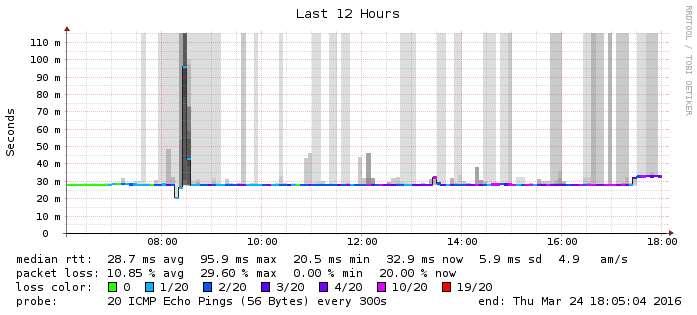 Last 12 Hours
RRDTOOL / TOBI OETIKER
Seconds
110 m
100 m
90 m
80 m
70 m
60 m
50 m
40 m
30 m
20 m
10 m
0
08:00 10:00 12:00 14:00 16:00 18:00
median rtt: 28.7 ms avg 95.9 ms max 20.5 ms min 32.9 ms now 5.9 ms sd 4.9 am/s
packet loss: 10.85 % avg 29.60 % max 0.00 % min 20.00 % now
loss color: 0 1/20 2/20 3/20 4/20 10/20 19/20
probe: 20 ICMP Echo Pings (56 Bytes) every 300s end: Thu Mar 24 18:05:04 2016